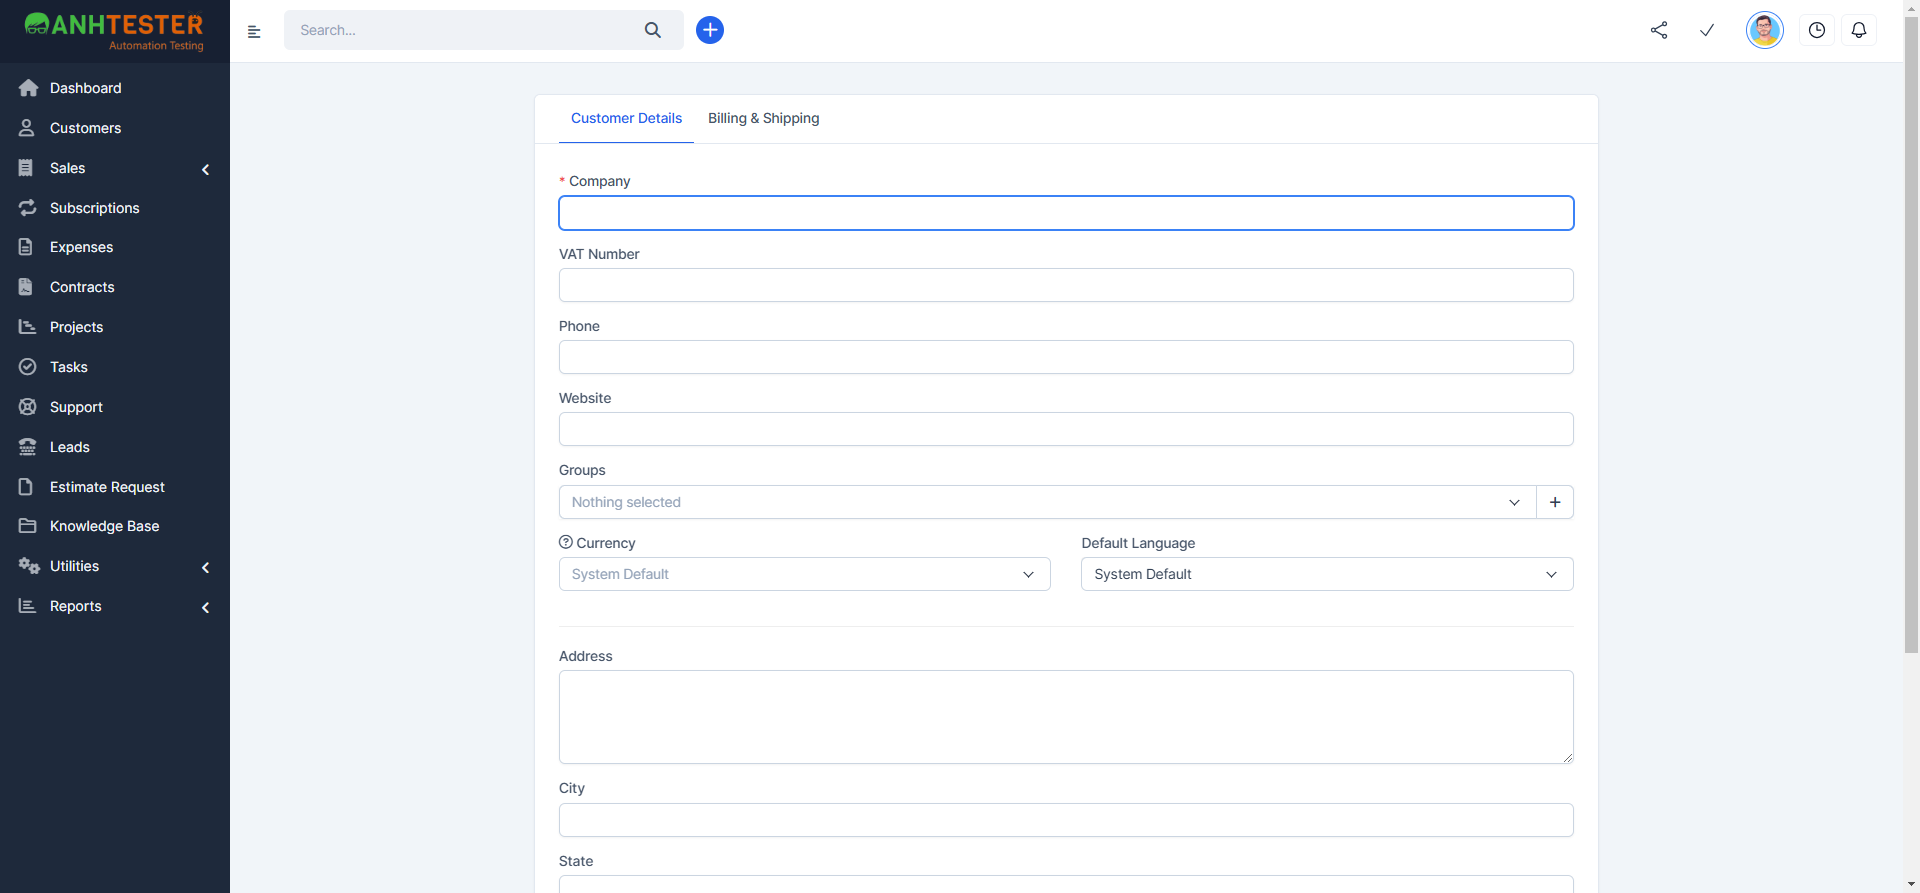 ANHTESTER
Automation Testing
Search...
Dashboard
Customers
Sales
Subscriptions
Expenses
Contracts
Projects
Tasks
Support
Leads
Estimate Request
Knowledge Base
Utilities
Reports
Customer Details
Billing & Shipping
* Company
VAT Number
Phone
Website
Groups
Nothing selected
Currency
Default Language
System Default
System Default
Address
City
State